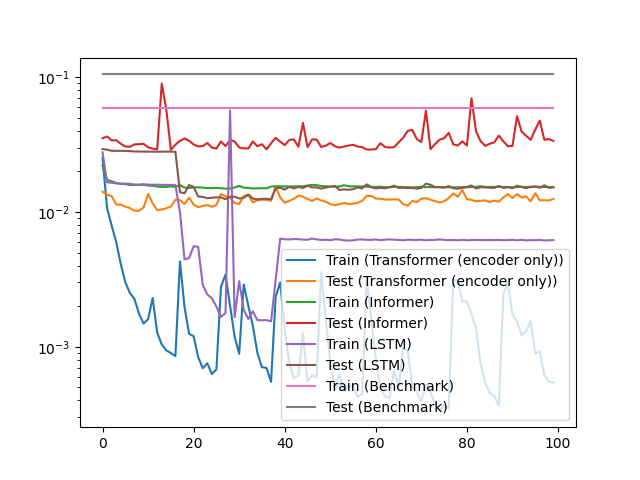 10⁻¹
10⁻²
10⁻³
0
20
40
60
80
100
Train (Transformer (encoder only))
Test (Transformer (encoder only))
Train (Informer)
Test (Informer)
Train (LSTM)
Test (LSTM)
Train (Benchmark)
Test (Benchmark)